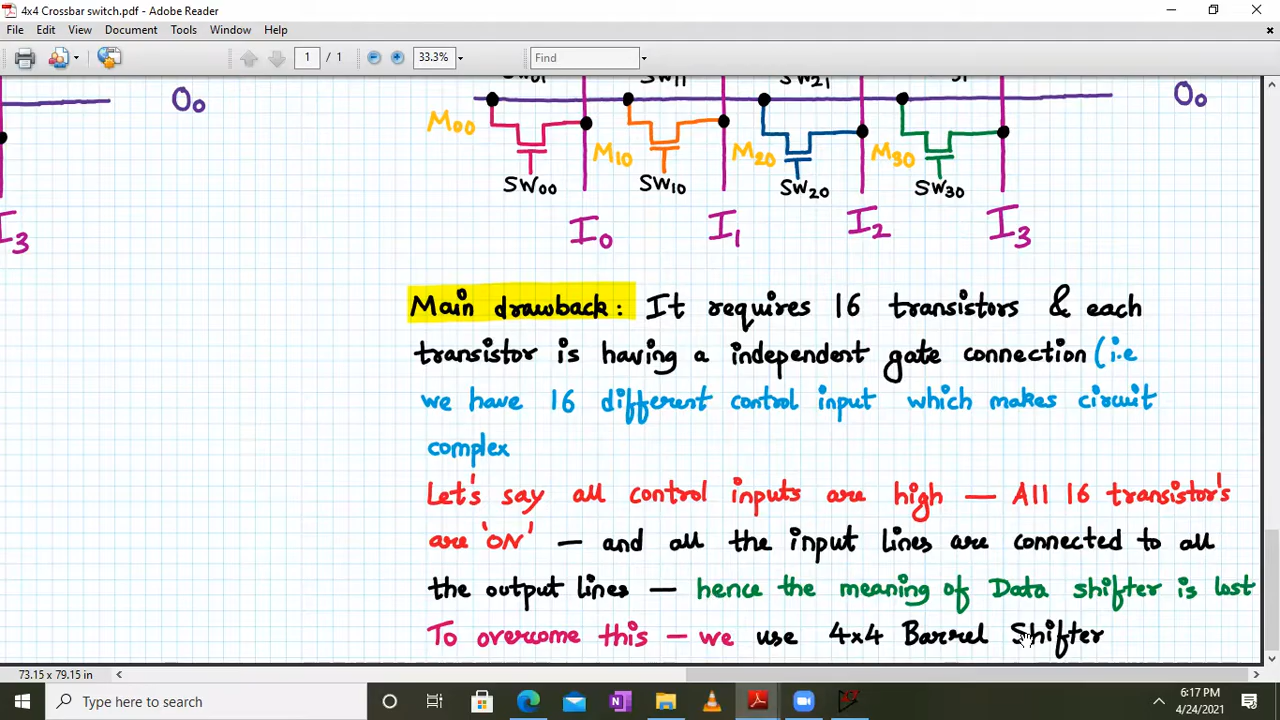 4x4 Crossbar switch.pdf - Adobe Reader
File Edit View Document Tools Window Help
1 / 1 33.3% Find
SW01 SW11 SW21
O0 O0
M00 M10 M20 M30
SW00 SW10 SW20 SW30
I3 I0 I1 I2 I3
Main drawback: It requires 16 transistors & each
transistor is having a independent gate connection (i.e
we have 16 different control input which makes circuit
complex
Let's say all control inputs are high — All 16 transistor's
are 'ON' — and all the input lines are connected to all
the output lines — hence the meaning of Data shifter is lost
To overcome this — we use 4x4 Barrel Shifter
73.15 x 79.15 in
Type here to search
6:17 PM
4/24/2021